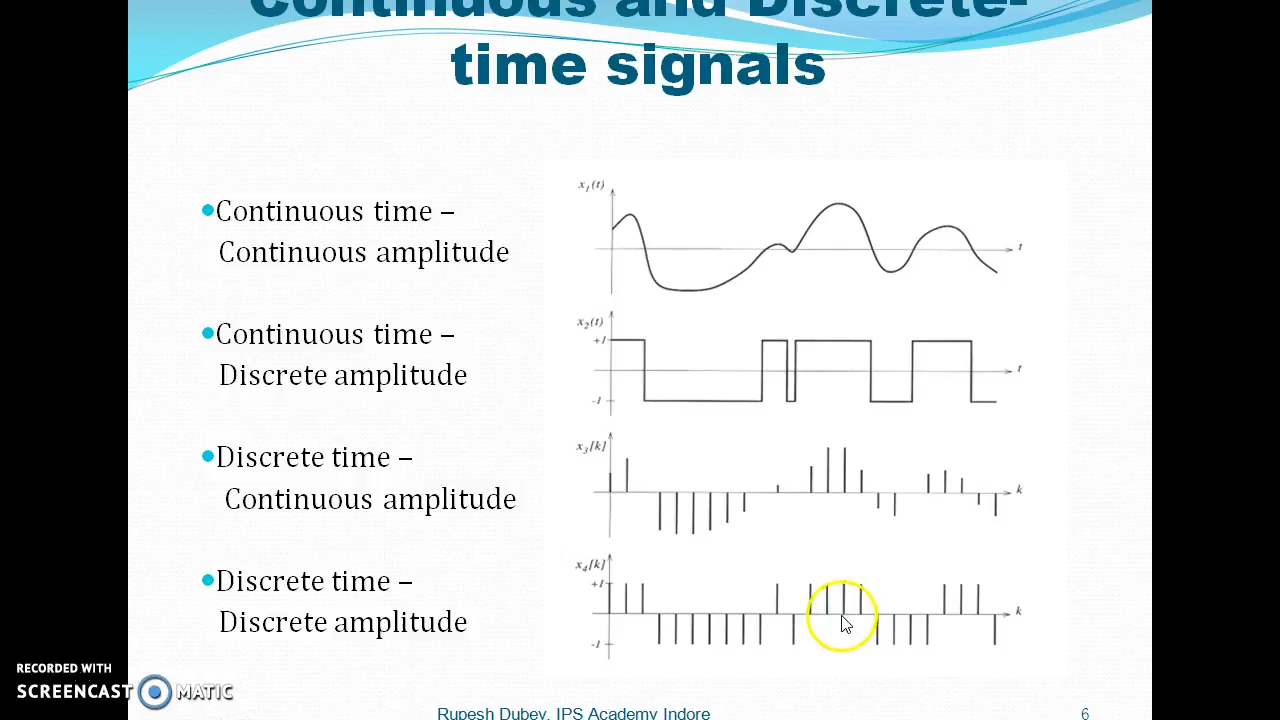 Continuous and Discrete-
time signals
•Continuous time –
Continuous amplitude
•Continuous time –
Discrete amplitude
•Discrete time –
Continuous amplitude
•Discrete time –
Discrete amplitude
x1(t)
t
x2(t)
+1
t
-1
x3[k]
k
x4[k]
+1
k
-1
RECORDED WITH
SCREENCAST MATIC
Rupesh Dubey, IPS Academy Indore
6